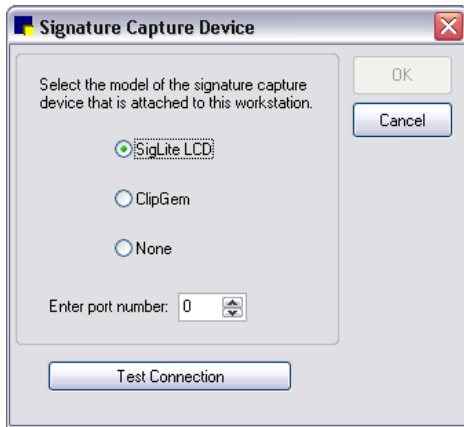 Signature Capture Device
Select the model of the signature capture
device that is attached to this workstation.
OK
Cancel
SigLite LCD
ClipGem
None
Enter port number: 0
Test Connection